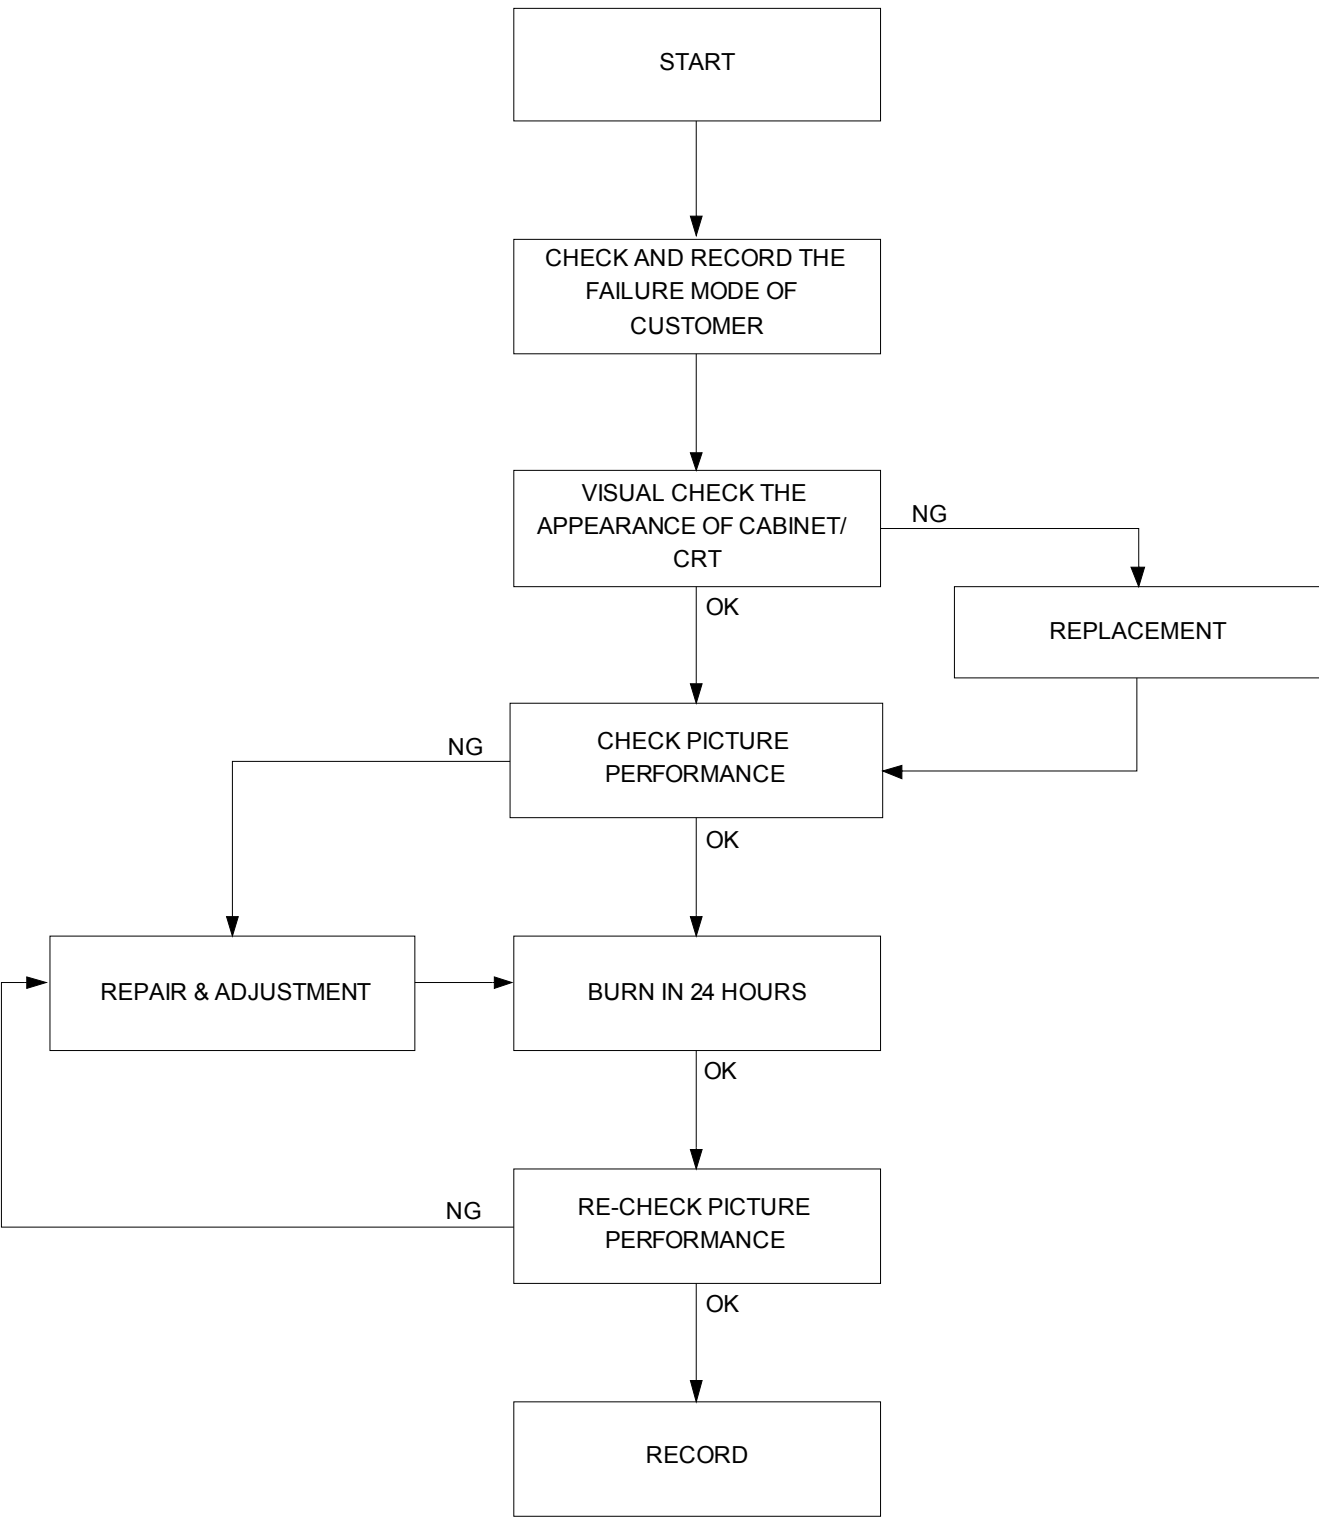 START
CHECK AND RECORD THE
FAILURE MODE OF
CUSTOMER
VISUAL CHECK THE
APPEARANCE OF CABINET/
CRT
NG
OK
REPLACEMENT
CHECK PICTURE
PERFORMANCE
NG
OK
REPAIR & ADJUSTMENT
BURN IN 24 HOURS
OK
RE-CHECK PICTURE
PERFORMANCE
NG
OK
RECORD